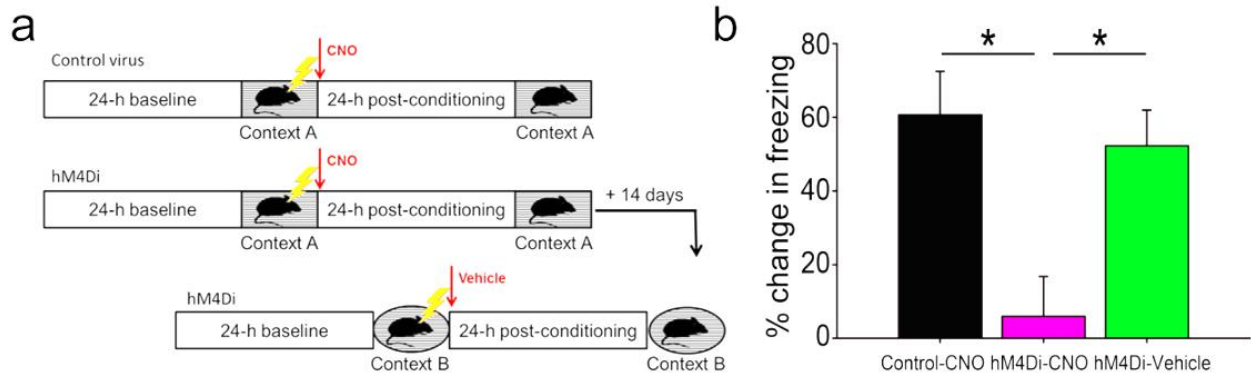 a
Control virus
CNO
24-h baseline
24-h post-conditioning
Context A
Context A
hM4Di
CNO
24-h baseline
24-h post-conditioning
+ 14 days
Context A
Context A
hM4Di
Vehicle
24-h baseline
24-h post-conditioning
Context B
Context B
b
% change in freezing
80
60
40
20
0
*
*
Control-CNO hM4Di-CNO hM4Di-Vehicle